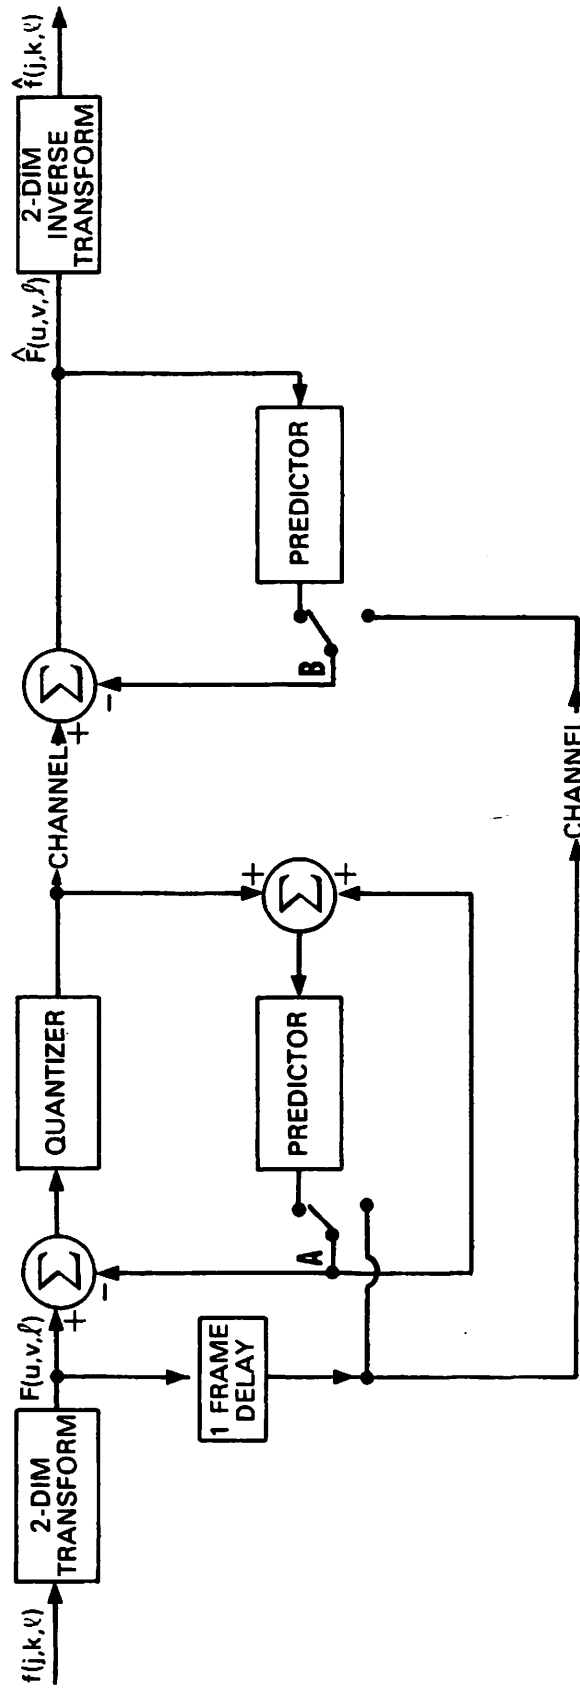 f(j,k,ℓ)
2-DIM
TRANSFORM
F(u,v,ℓ)
+
-
Σ
QUANTIZER
CHANNEL
+
-
Σ
F̂(u,v,ℓ)
2-DIM
INVERSE
TRANSFORM
f̂(j,k,ℓ)
1 FRAME
DELAY
A
PREDICTOR
+
Σ
+
B
PREDICTOR
CHANNEL